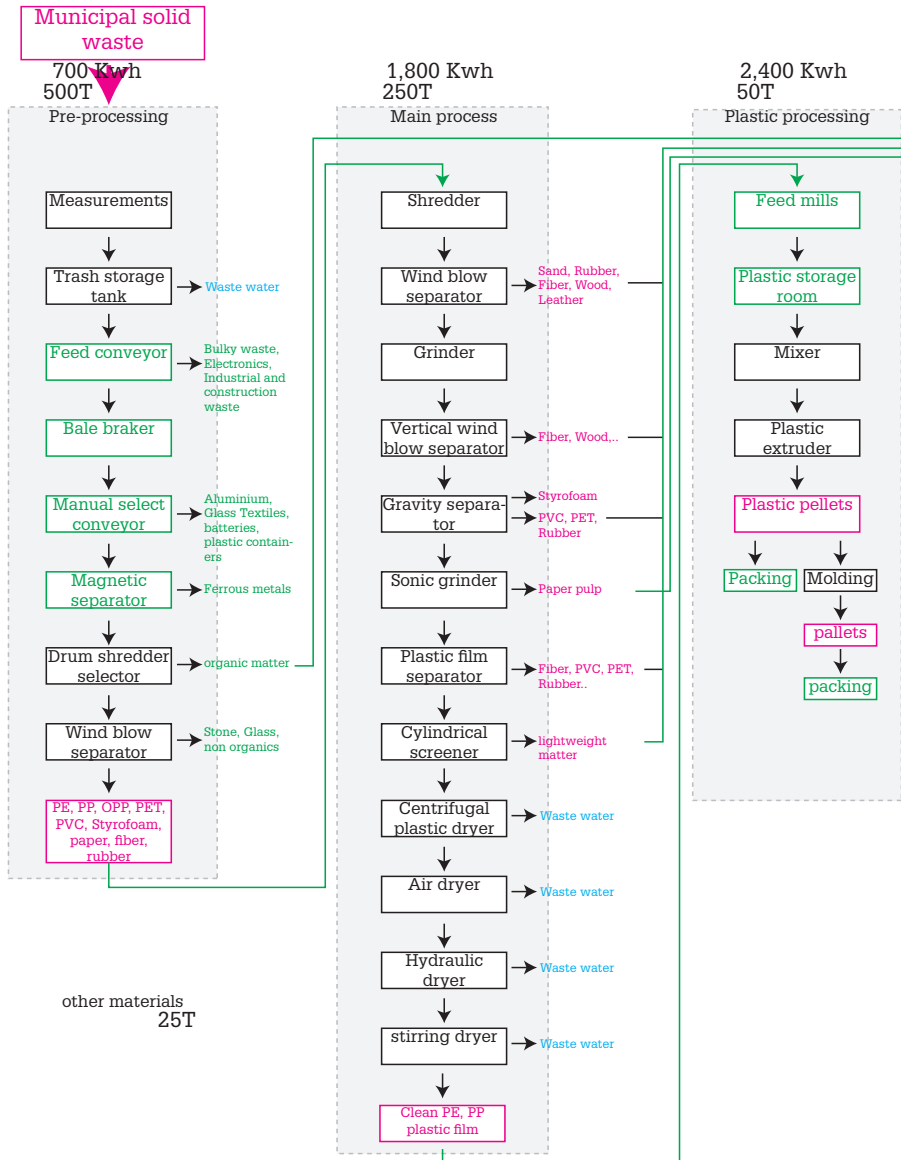 Municipal solid
waste
700 Kwh
500T
Pre-processing
Measurements
Trash storage
tank
Waste water
Feed conveyor
Bulky waste,
Electronics,
Industrial and
construction
waste
Bale braker
Manual select
conveyor
Aluminium,
Glass Textiles,
batteries,
plastic contain-
ers
Magnetic
separator
Ferrous metals
Drum shredder
selector
organic matter
Wind blow
separator
Stone, Glass,
non organics
PE, PP, OPP, PET,
PVC, Styrofoam,
paper, fiber,
rubber
other materials
25T
1,800 Kwh
250T
Main process
Shredder
Wind blow
separator
Sand, Rubber,
Fiber, Wood,
Leather
Grinder
Vertical wind
blow separator
Fiber, Wood,..
Gravity separa-
tor
Styrofoam
PVC, PET,
Rubber
Sonic grinder
Paper pulp
Plastic film
separator
Fiber, PVC, PET,
Rubber..
Cylindrical
screener
lightweight
matter
Centrifugal
plastic dryer
Waste water
Air dryer
Waste water
Hydraulic
dryer
Waste water
stirring dryer
Waste water
Clean PE, PP
plastic film
2,400 Kwh
50T
Plastic processing
Feed mills
Plastic storage
room
Mixer
Plastic
extruder
Plastic pellets
Packing
Molding
pallets
packing